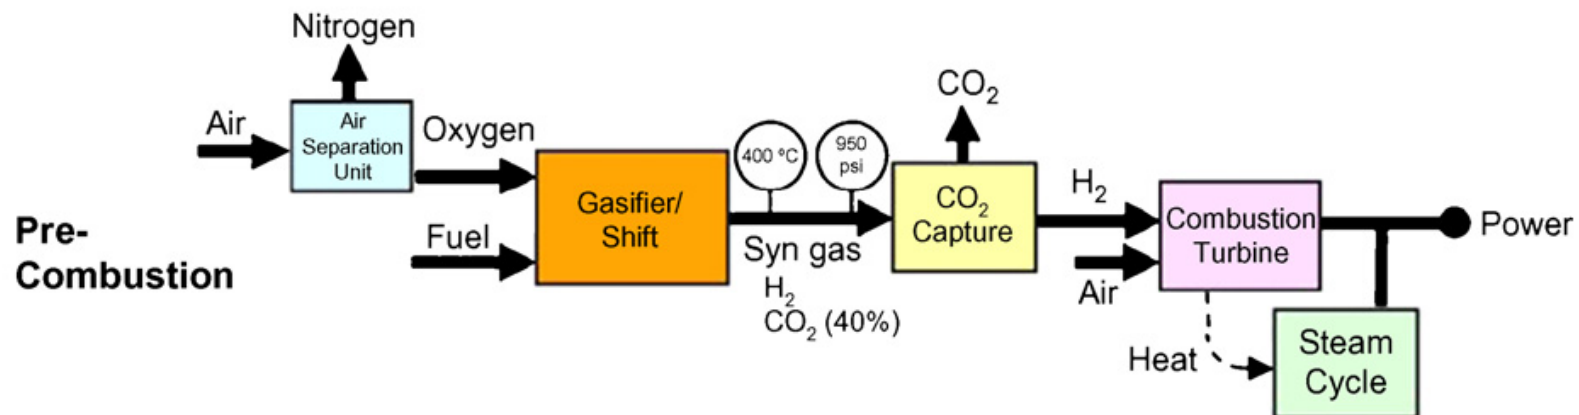 Nitrogen
Air
Air
Separation
Unit
Oxygen
Fuel
Pre-
Combustion
Gasifier/
Shift
400 ºC
950
psi
Syn gas
H₂
CO₂ (40%)
CO₂
CO₂
Capture
H₂
Air
Combustion
Turbine
Power
Heat
Steam
Cycle